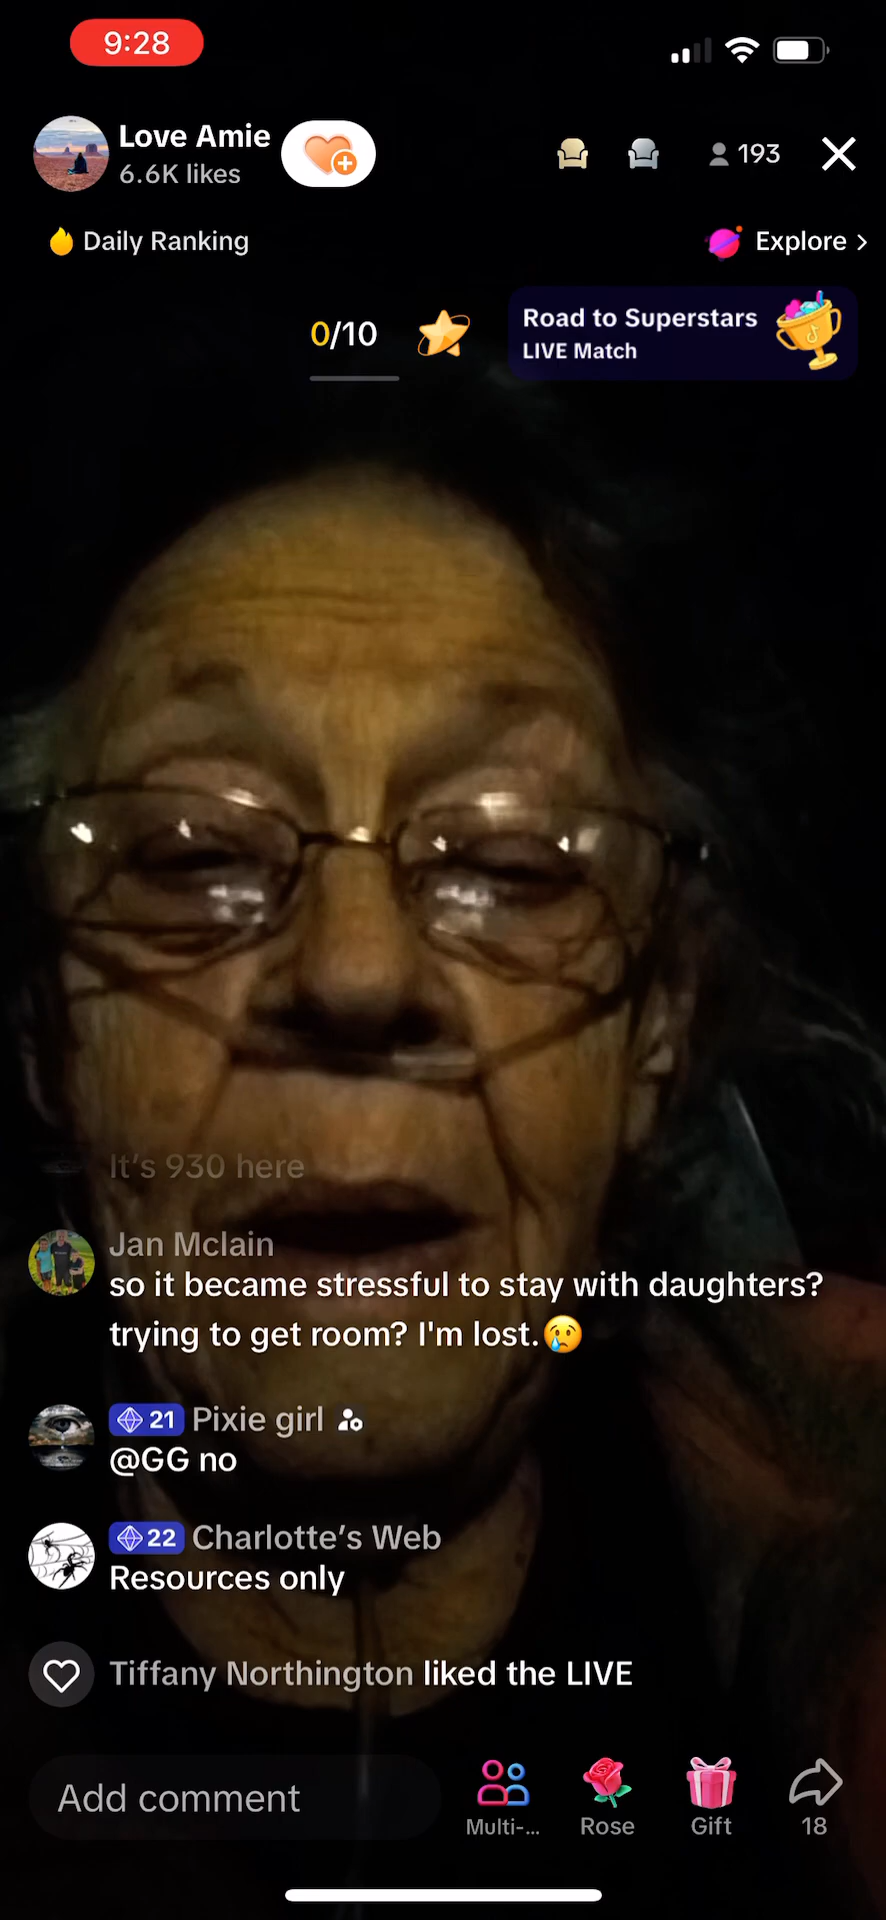 9:28
Love Amie
6.6K likes
193
Daily Ranking
Explore >
0/10
Road to Superstars
LIVE Match
It's 930 here
Jan Mclain
so it became stressful to stay with daughters?
trying to get room? I'm lost.😢
21 Pixie girl
@GG no
22 Charlotte's Web
Resources only
Tiffany Northington liked the LIVE
Add comment
Multi-...
Rose
Gift
18